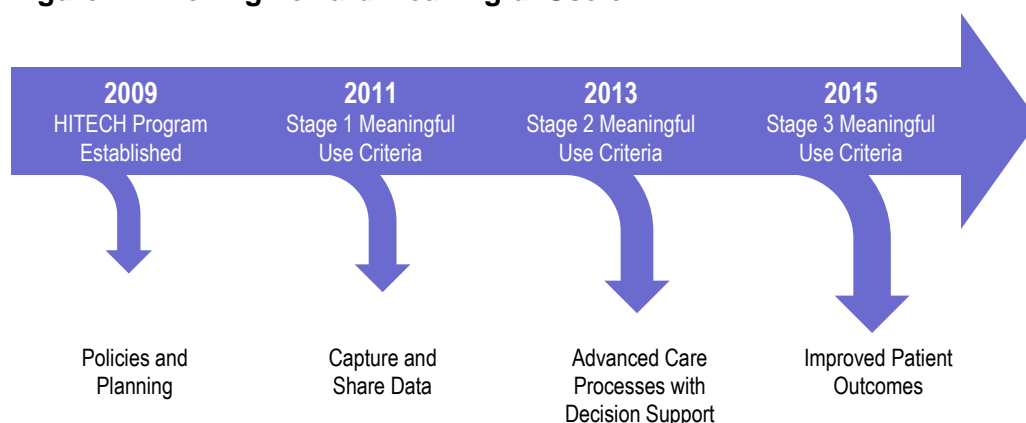 2009
HITECH Program
Established
2011
Stage 1 Meaningful
Use Criteria
2013
Stage 2 Meaningful
Use Criteria
2015
Stage 3 Meaningful
Use Criteria
Policies and
Planning
Capture and
Share Data
Advanced Care
Processes with
Decision Support
Improved Patient
Outcomes